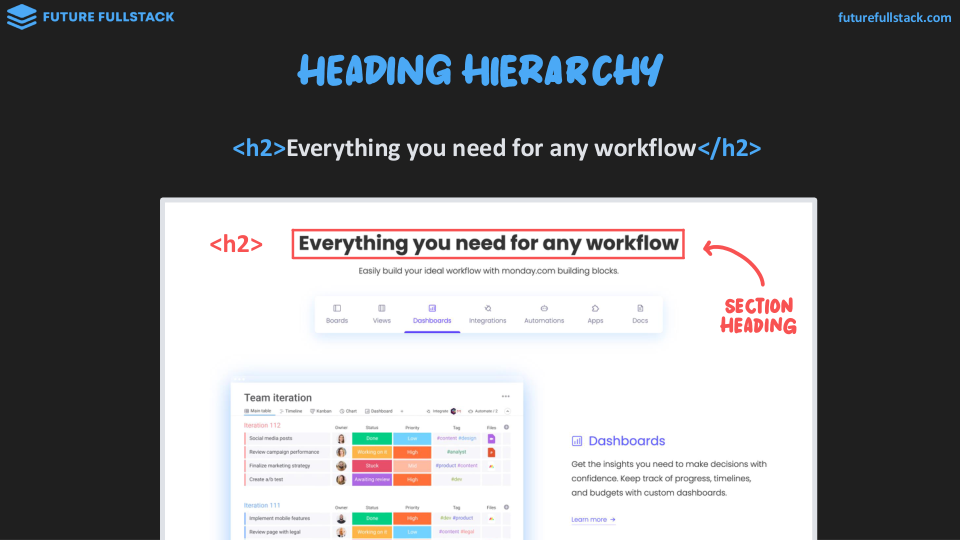 FUTURE FULLSTACK
futurefullstack.com
HEADING HIERARCHY
<h2>Everything you need for any workflow</h2>
<h2>
Everything you need for any workflow
Easily build your ideal workflow with monday.com building blocks.
SECTION
HEADING
Boards Views Dashboards Integrations Automations Apps Docs
Team iteration
Main table Timeline Kanban Chart Dashboard + Integrate Automate / 2
Iteration 112 Owner Status Priority Tag Files
Social media posts Done Low #content #design
Review campaign performance Working on it High #analyst
Finalize marketing strategy Stuck #product #content
Create a/b test Awaiting review High #dev
Iteration 111 Owner Status Priority Tag Files
Implement mobile features Done High #dev #product
Review page with legal Working on it Low #content #legal
Dashboards
Get the insights you need to make decisions with
confidence. Keep track of progress, timelines,
and budgets with custom dashboards.
Learn more →